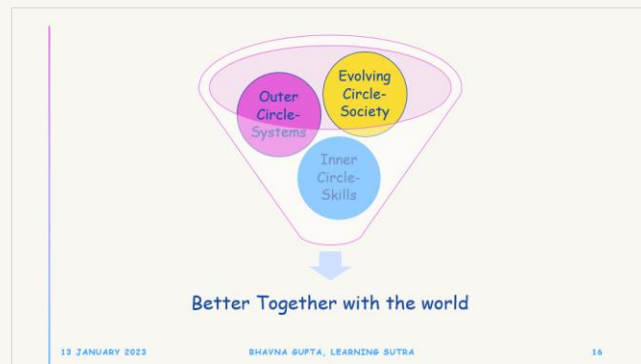 Evolving
Circle-
Society
Outer
Circle-
Systems
Inner
Circle-
Skills
Better Together with the world
13 JANUARY 2023
BHAVNA GUPTA, LEARNING SUTRA
16